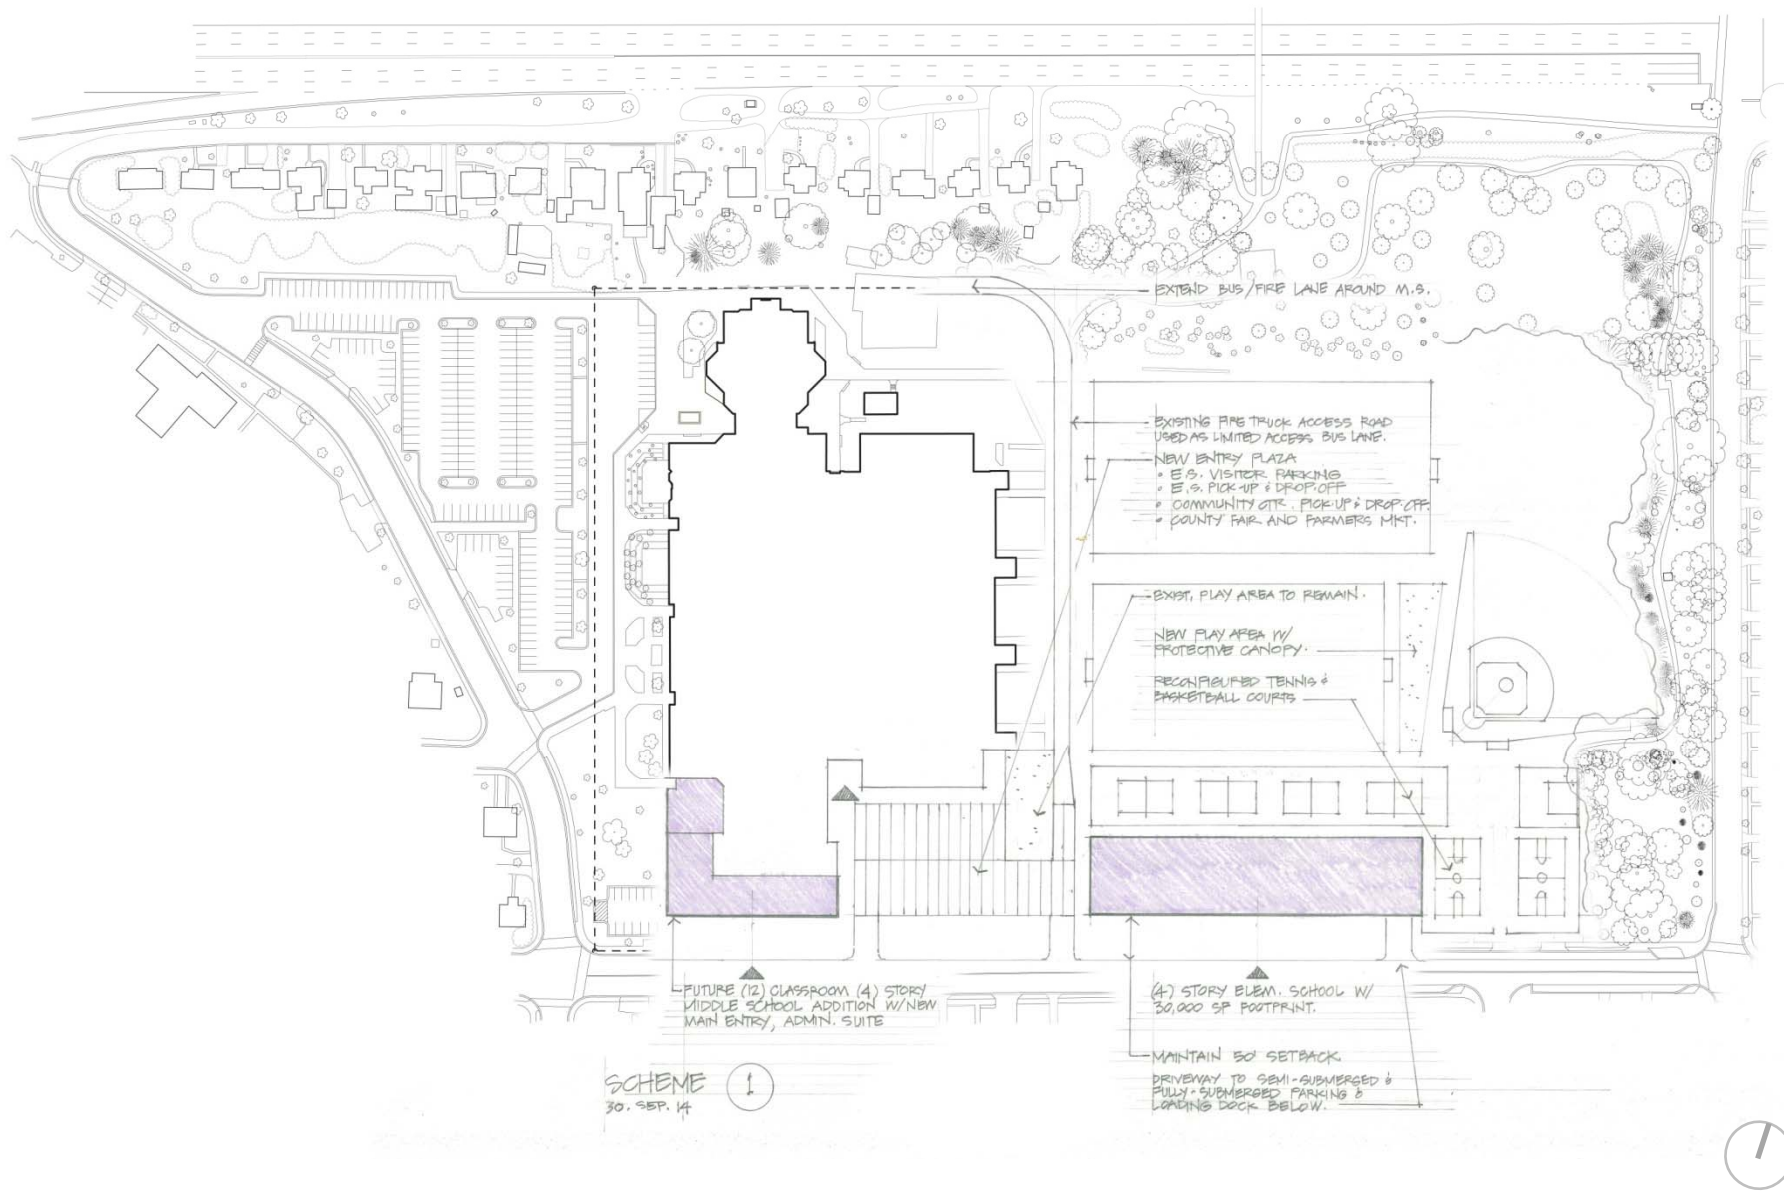 EXTEND BUS/FIRE LANE AROUND M.S.
EXISTING FIRE TRUCK ACCESS ROAD
USED AS LIMITED ACCESS BUS LANE.
NEW ENTRY PLAZA
• E.S. VISITOR PARKING
• E.S. PICK-UP & DROP-OFF
• COMMUNITY CTR. PICK-UP & DROP-OFF
• COUNTY FAIR AND FARMERS MKT.
EXIST. PLAY AREA TO REMAIN.
NEW PLAY AREA W/
PROTECTIVE CANOPY.
RECONFIGURED TENNIS &
BASKETBALL COURTS
FUTURE (12) CLASSROOM (4) STORY
MIDDLE SCHOOL ADDITION W/NEW
MAIN ENTRY, ADMIN. SUITE
(4) STORY ELEM. SCHOOL W/
30,000 SF FOOTPRINT.
MAINTAIN 50' SETBACK
DRIVEWAY TO SEMI-SUBMERGED &
FULLY-SUBMERGED PARKING &
LOADING DOCK BELOW.
SCHEME 1
30. SEP. 14